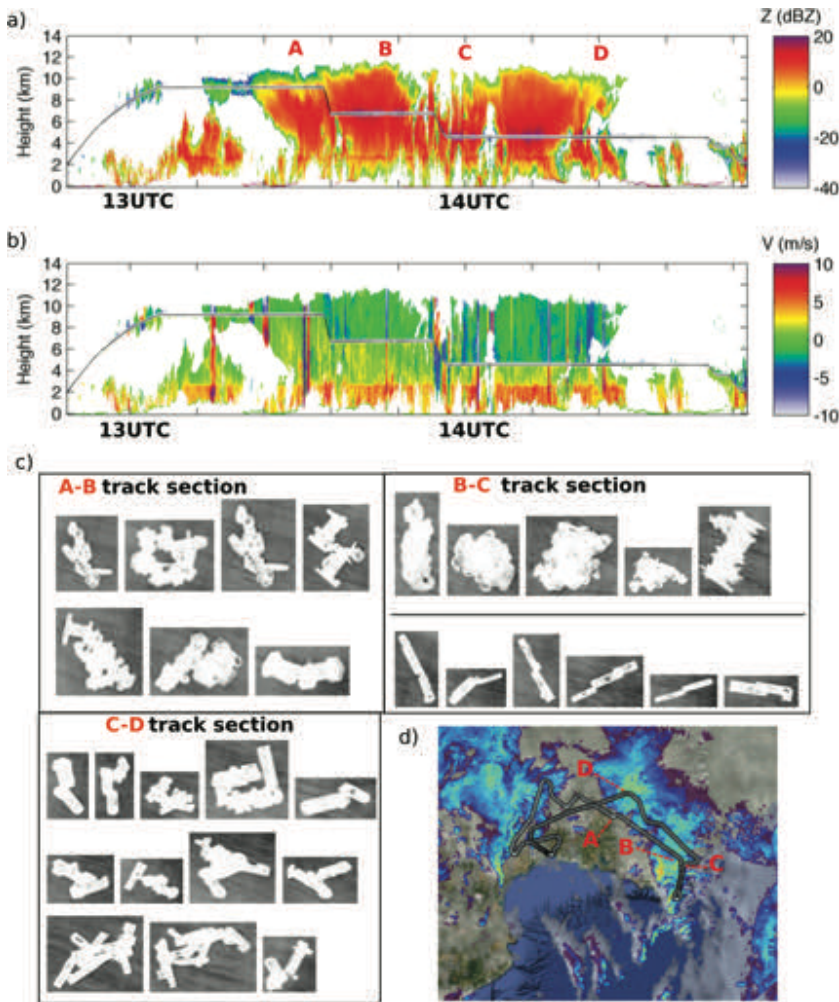 a)
Z (dBZ)
A B C D
Height (km)
14
12
10
8
6
4
2
0
20
0
-20
-40
13UTC 14UTC
b)
V (m/s)
Height (km)
14
12
10
8
6
4
2
0
10
5
0
-5
-10
13UTC 14UTC
c)
A-B track section
B-C track section
C-D track section
d)
D
A
B
C